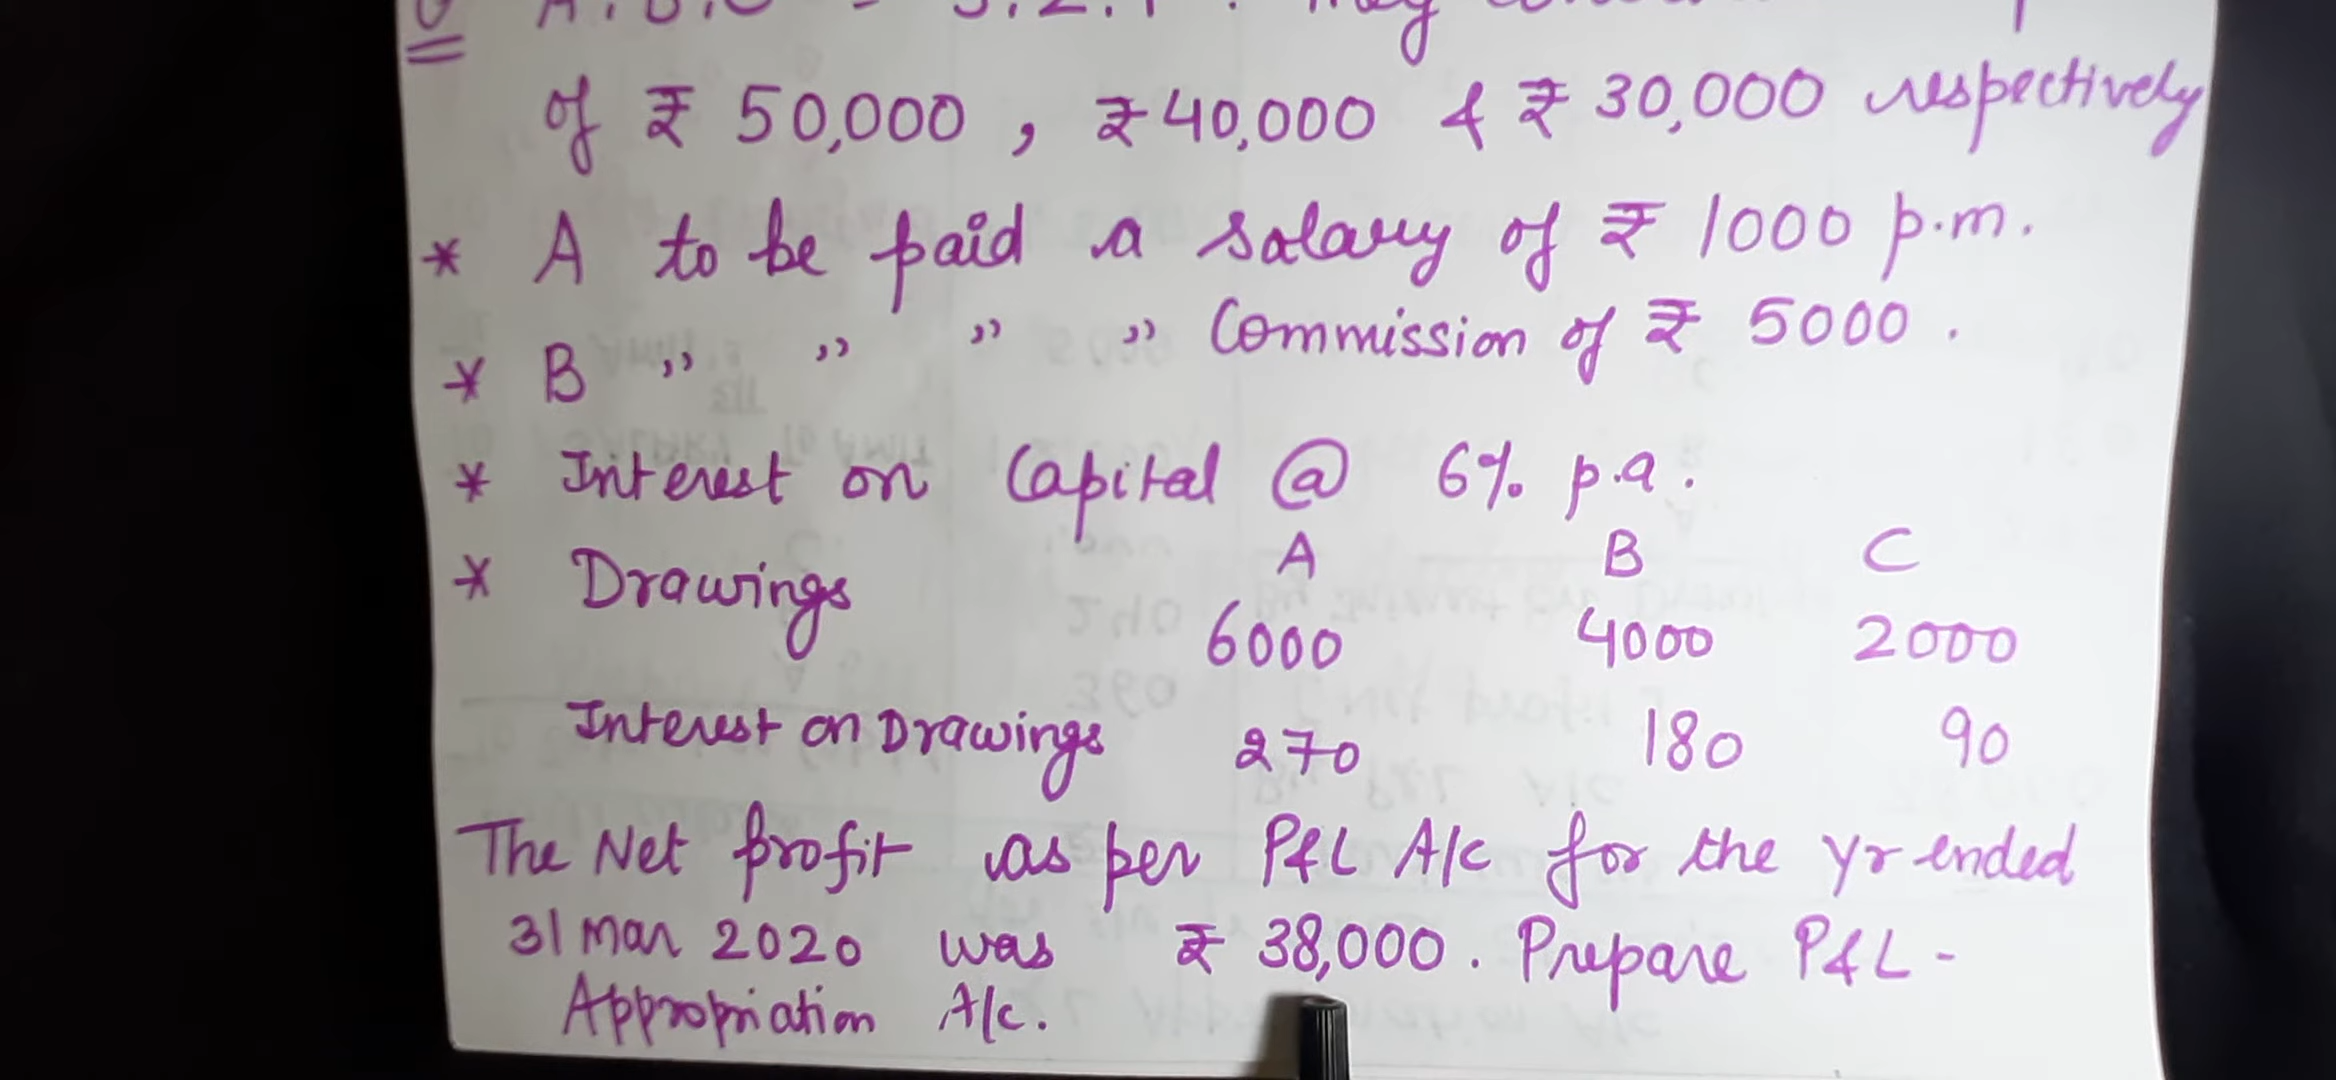 of ₹ 50,000 , ₹ 40,000 & ₹ 30,000 respectively
* A to be paid a salary of ₹ 1000 p.m.
* B ,, ,, ,, ,, Commission of ₹ 5000 .
* Interest on Capital @ 6% p.a.
A B C
* Drawings 6000 4000 2000
Interest on Drawings 270 180 90
The Net profit as per P&L A/c for the yr ended
31 Mar 2020 was ₹ 38,000 . Prepare P&L -
Appropriation A/c.